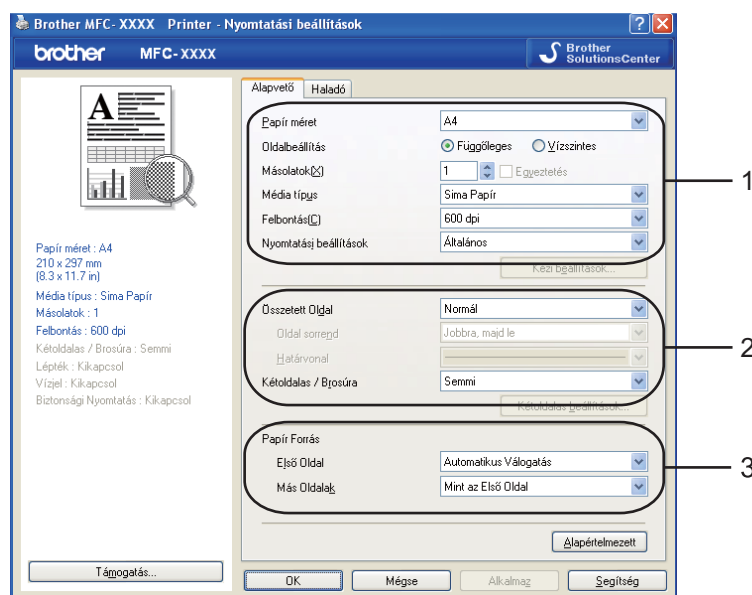 Brother MFC- XXXX Printer - Nyomtatási beállítások
brother MFC-XXXX
Brother SolutionsCenter
Alapvető Haladó
Papír méret A4
Oldalbeállítás Függőleges Vízszintes
Másolatok(X) 1 Egyeztetés
Média típus Sima Papír
Felbontás(C) 600 dpi
Nyomtatási beállítások Általános
Kézi beállítások...
1
Papír méret : A4
210 x 297 mm
(8.3 x 11.7 in)
Média típus : Sima Papír
Másolatok : 1
Felbontás : 600 dpi
Kétoldalas / Brosúra : Semmi
Lépték : Kikapcsol
Vízjel : Kikapcsol
Biztonsági Nyomtatás : Kikapcsol
Összetett Oldal Normál
Oldal sorrend Jobbra, majd le
Határvonal
Kétoldalas / Brosúra Semmi
Kétoldalas beállítások...
2
Papír Forrás
Első Oldal Automatikus Válogatás
Más Oldalak Mint az Első Oldal
3
Alapértelmezett
Támogatás...
OK Mégse Alkalmaz Segítség